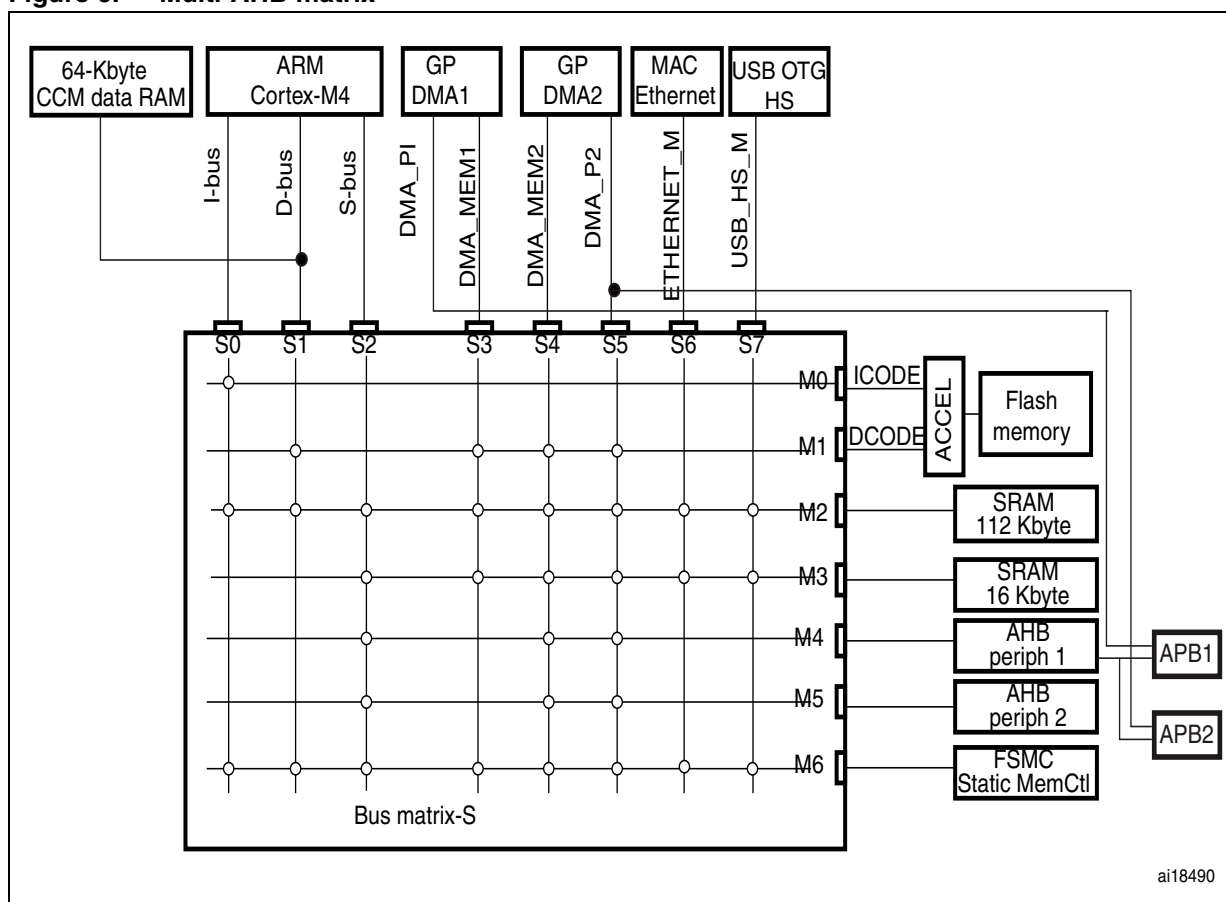 64-Kbyte
CCM data RAM
ARM
Cortex-M4
GP
DMA1
GP
DMA2
MAC
Ethernet
USB OTG
HS
I-bus
D-bus
S-bus
DMA_PI
DMA_MEM1
DMA_MEM2
DMA_P2
ETHERNET_M
USB_HS_M
S0
S1
S2
S3
S4
S5
S6
S7
M0
ICODE
M1
DCODE
ACCEL
Flash
memory
M2
SRAM
112 Kbyte
M3
SRAM
16 Kbyte
M4
AHB
periph 1
APB1
M5
AHB
periph 2
APB2
M6
FSMC
Static MemCtl
Bus matrix-S
ai18490